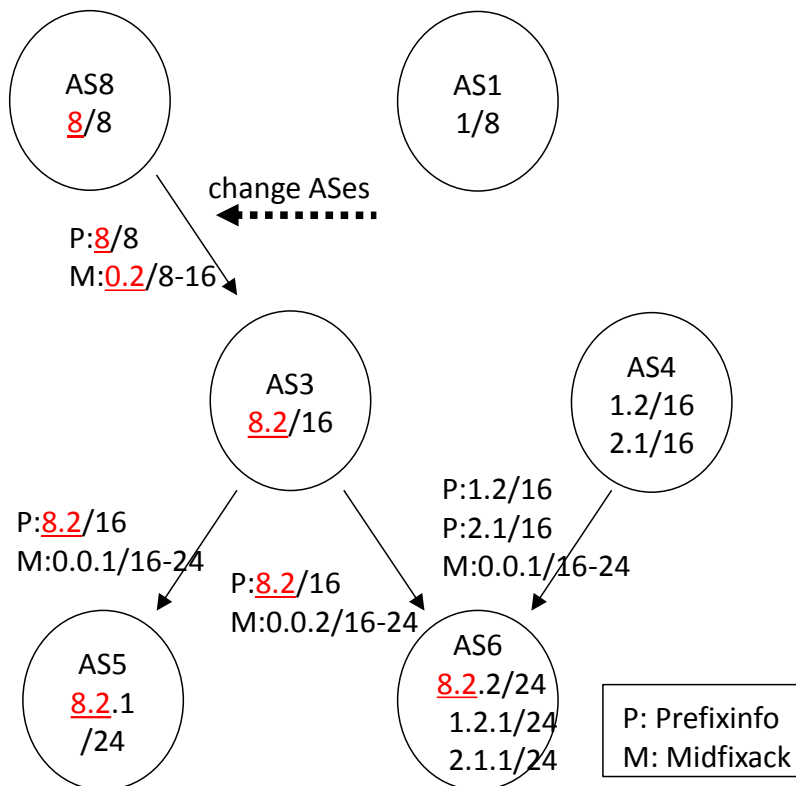 AS8
8/8
AS1
1/8
change ASes
P:8/8
M:0.2/8-16
AS3
8.2/16
AS4
1.2/16
2.1/16
P:8.2/16
M:0.0.1/16-24
P:8.2/16
M:0.0.2/16-24
P:1.2/16
P:2.1/16
M:0.0.1/16-24
AS5
8.2.1
/24
AS6
8.2.2/24
1.2.1/24
2.1.1/24
P: Prefixinfo
M: Midfixack